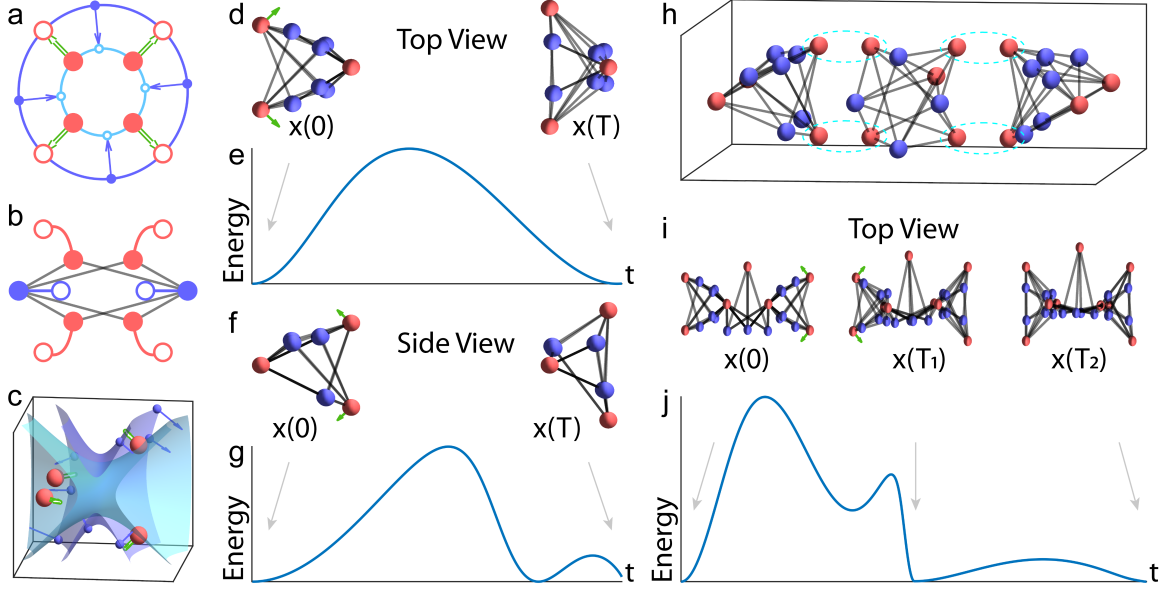 a
d
Top View
x(0)
x(T)
e
Energy
t
b
f
Side View
x(0)
x(T)
c
g
Energy
t
h
i
Top View
x(0)
x(T₁)
x(T₂)
j
Energy
t